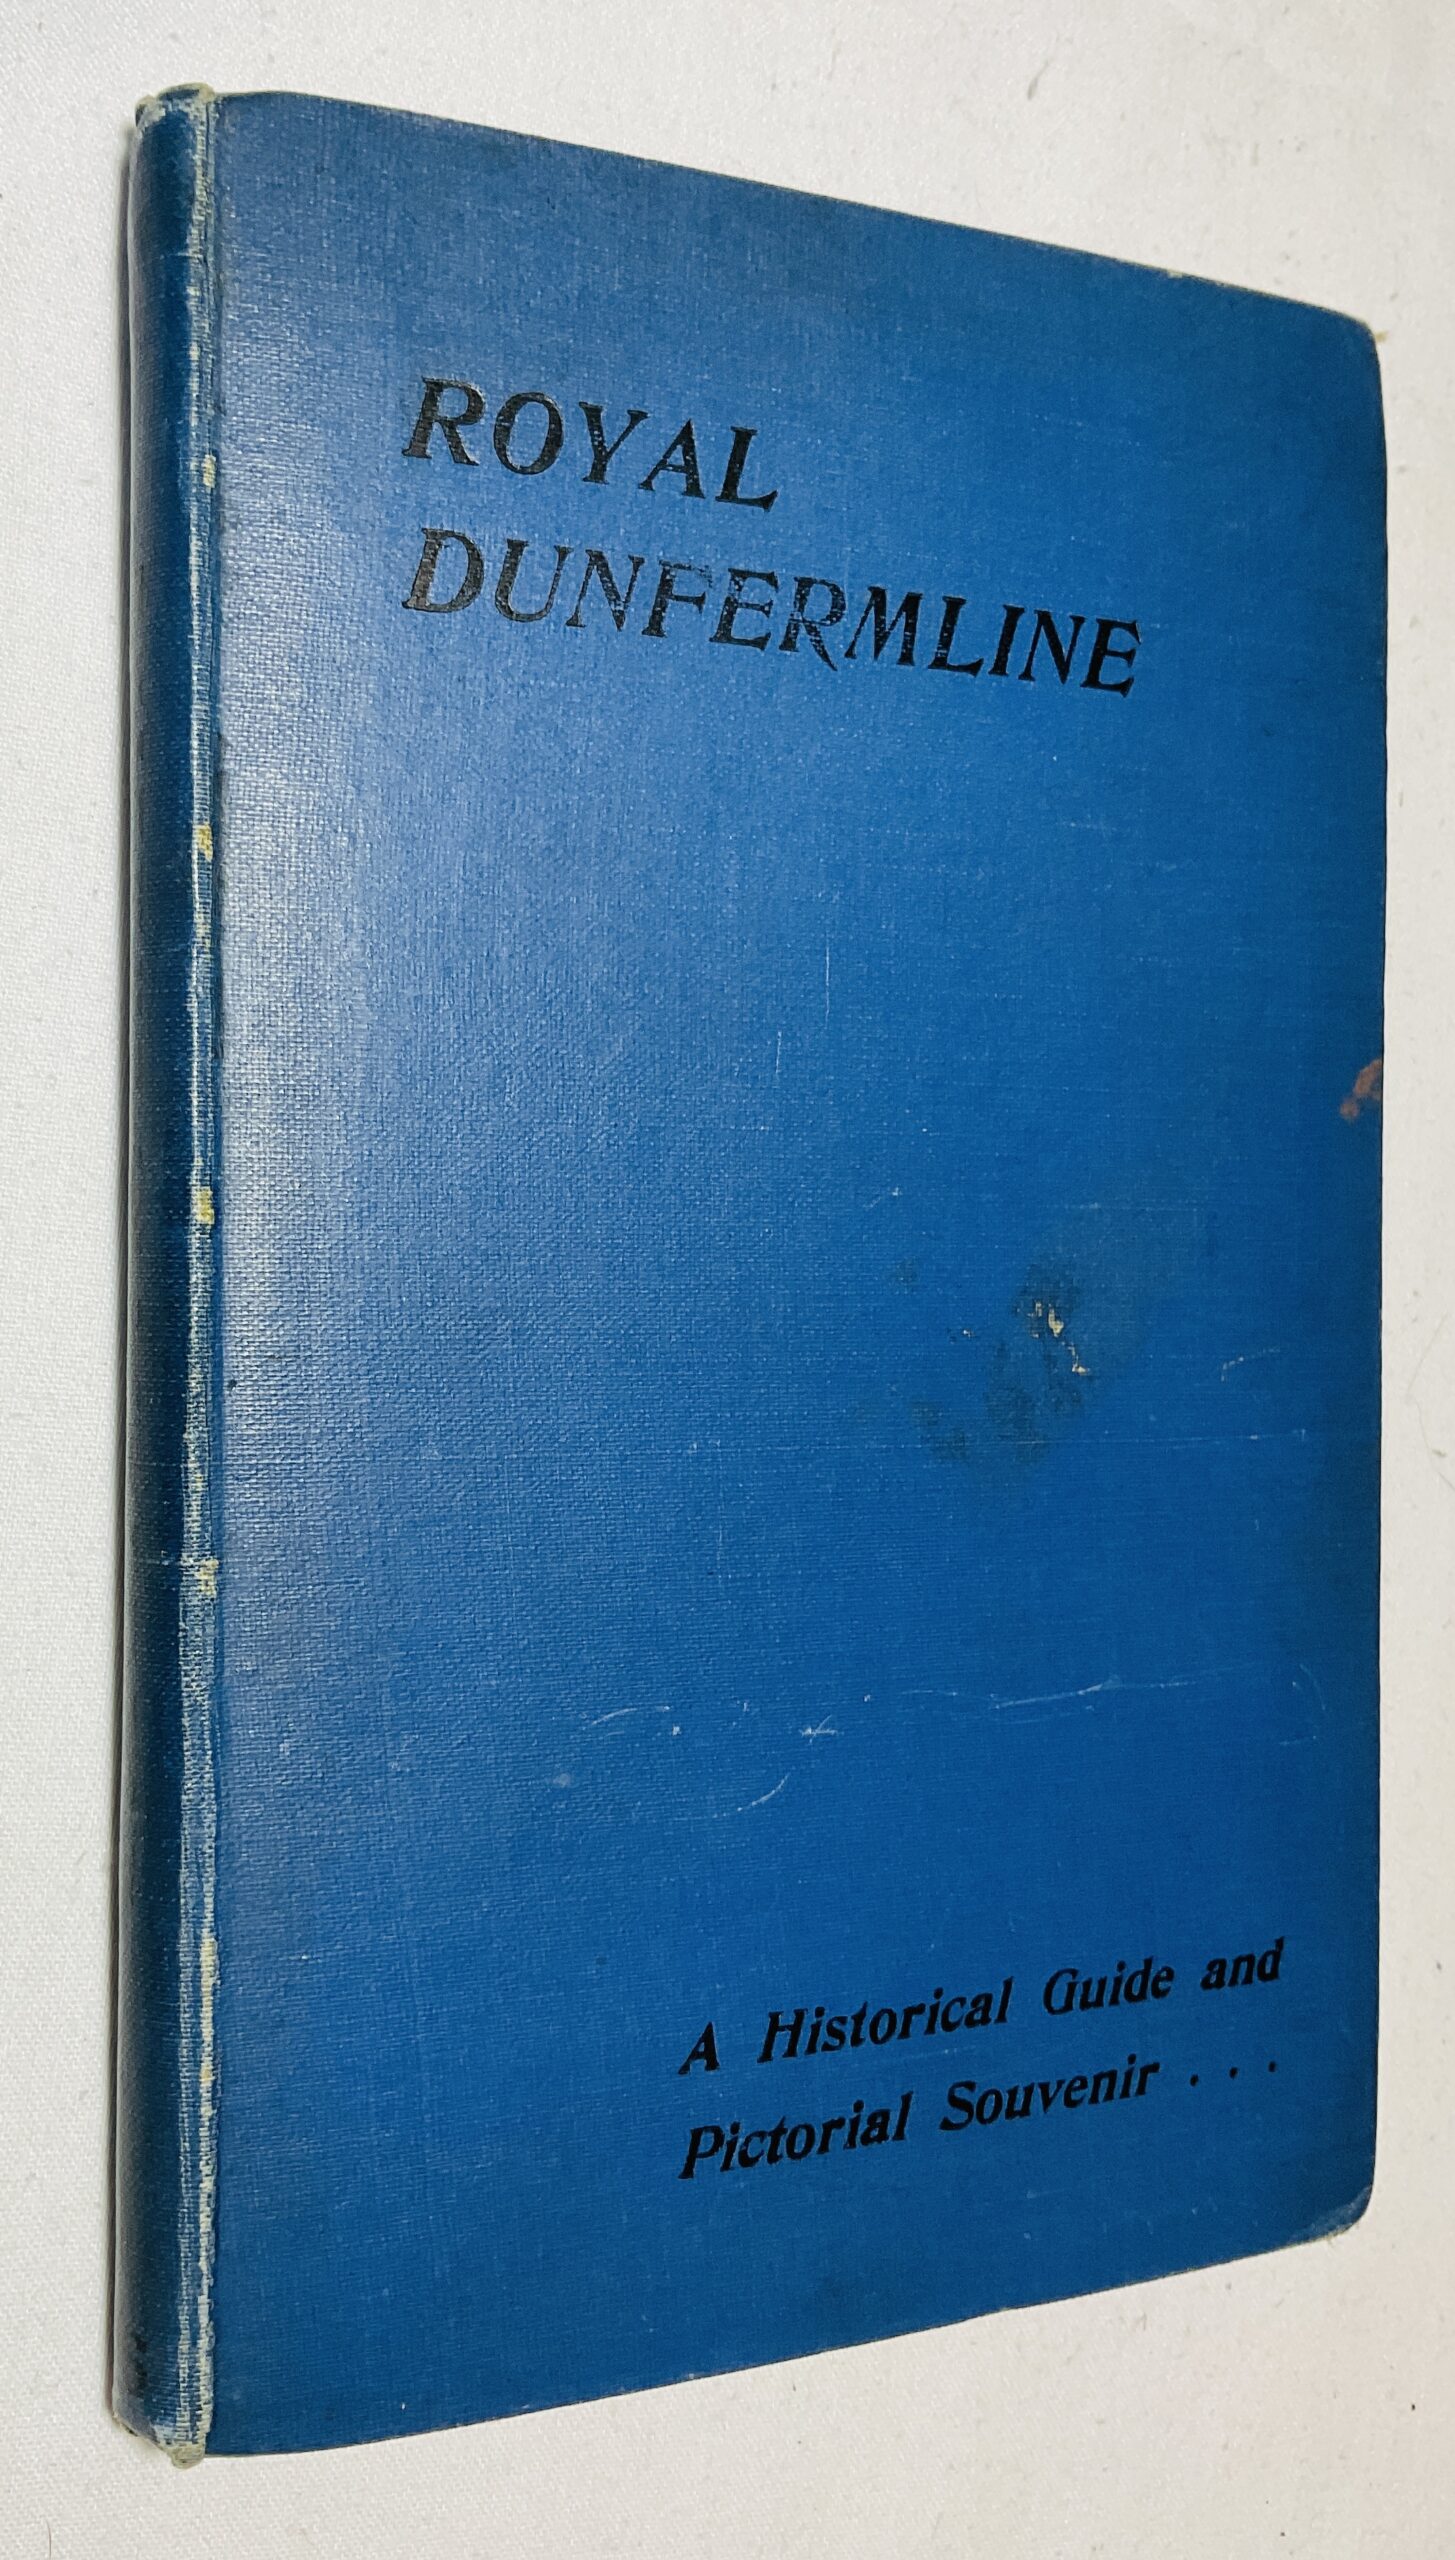 ROYAL
DUNFERMLINE
A Historical Guide and
Pictorial Souvenir . . .